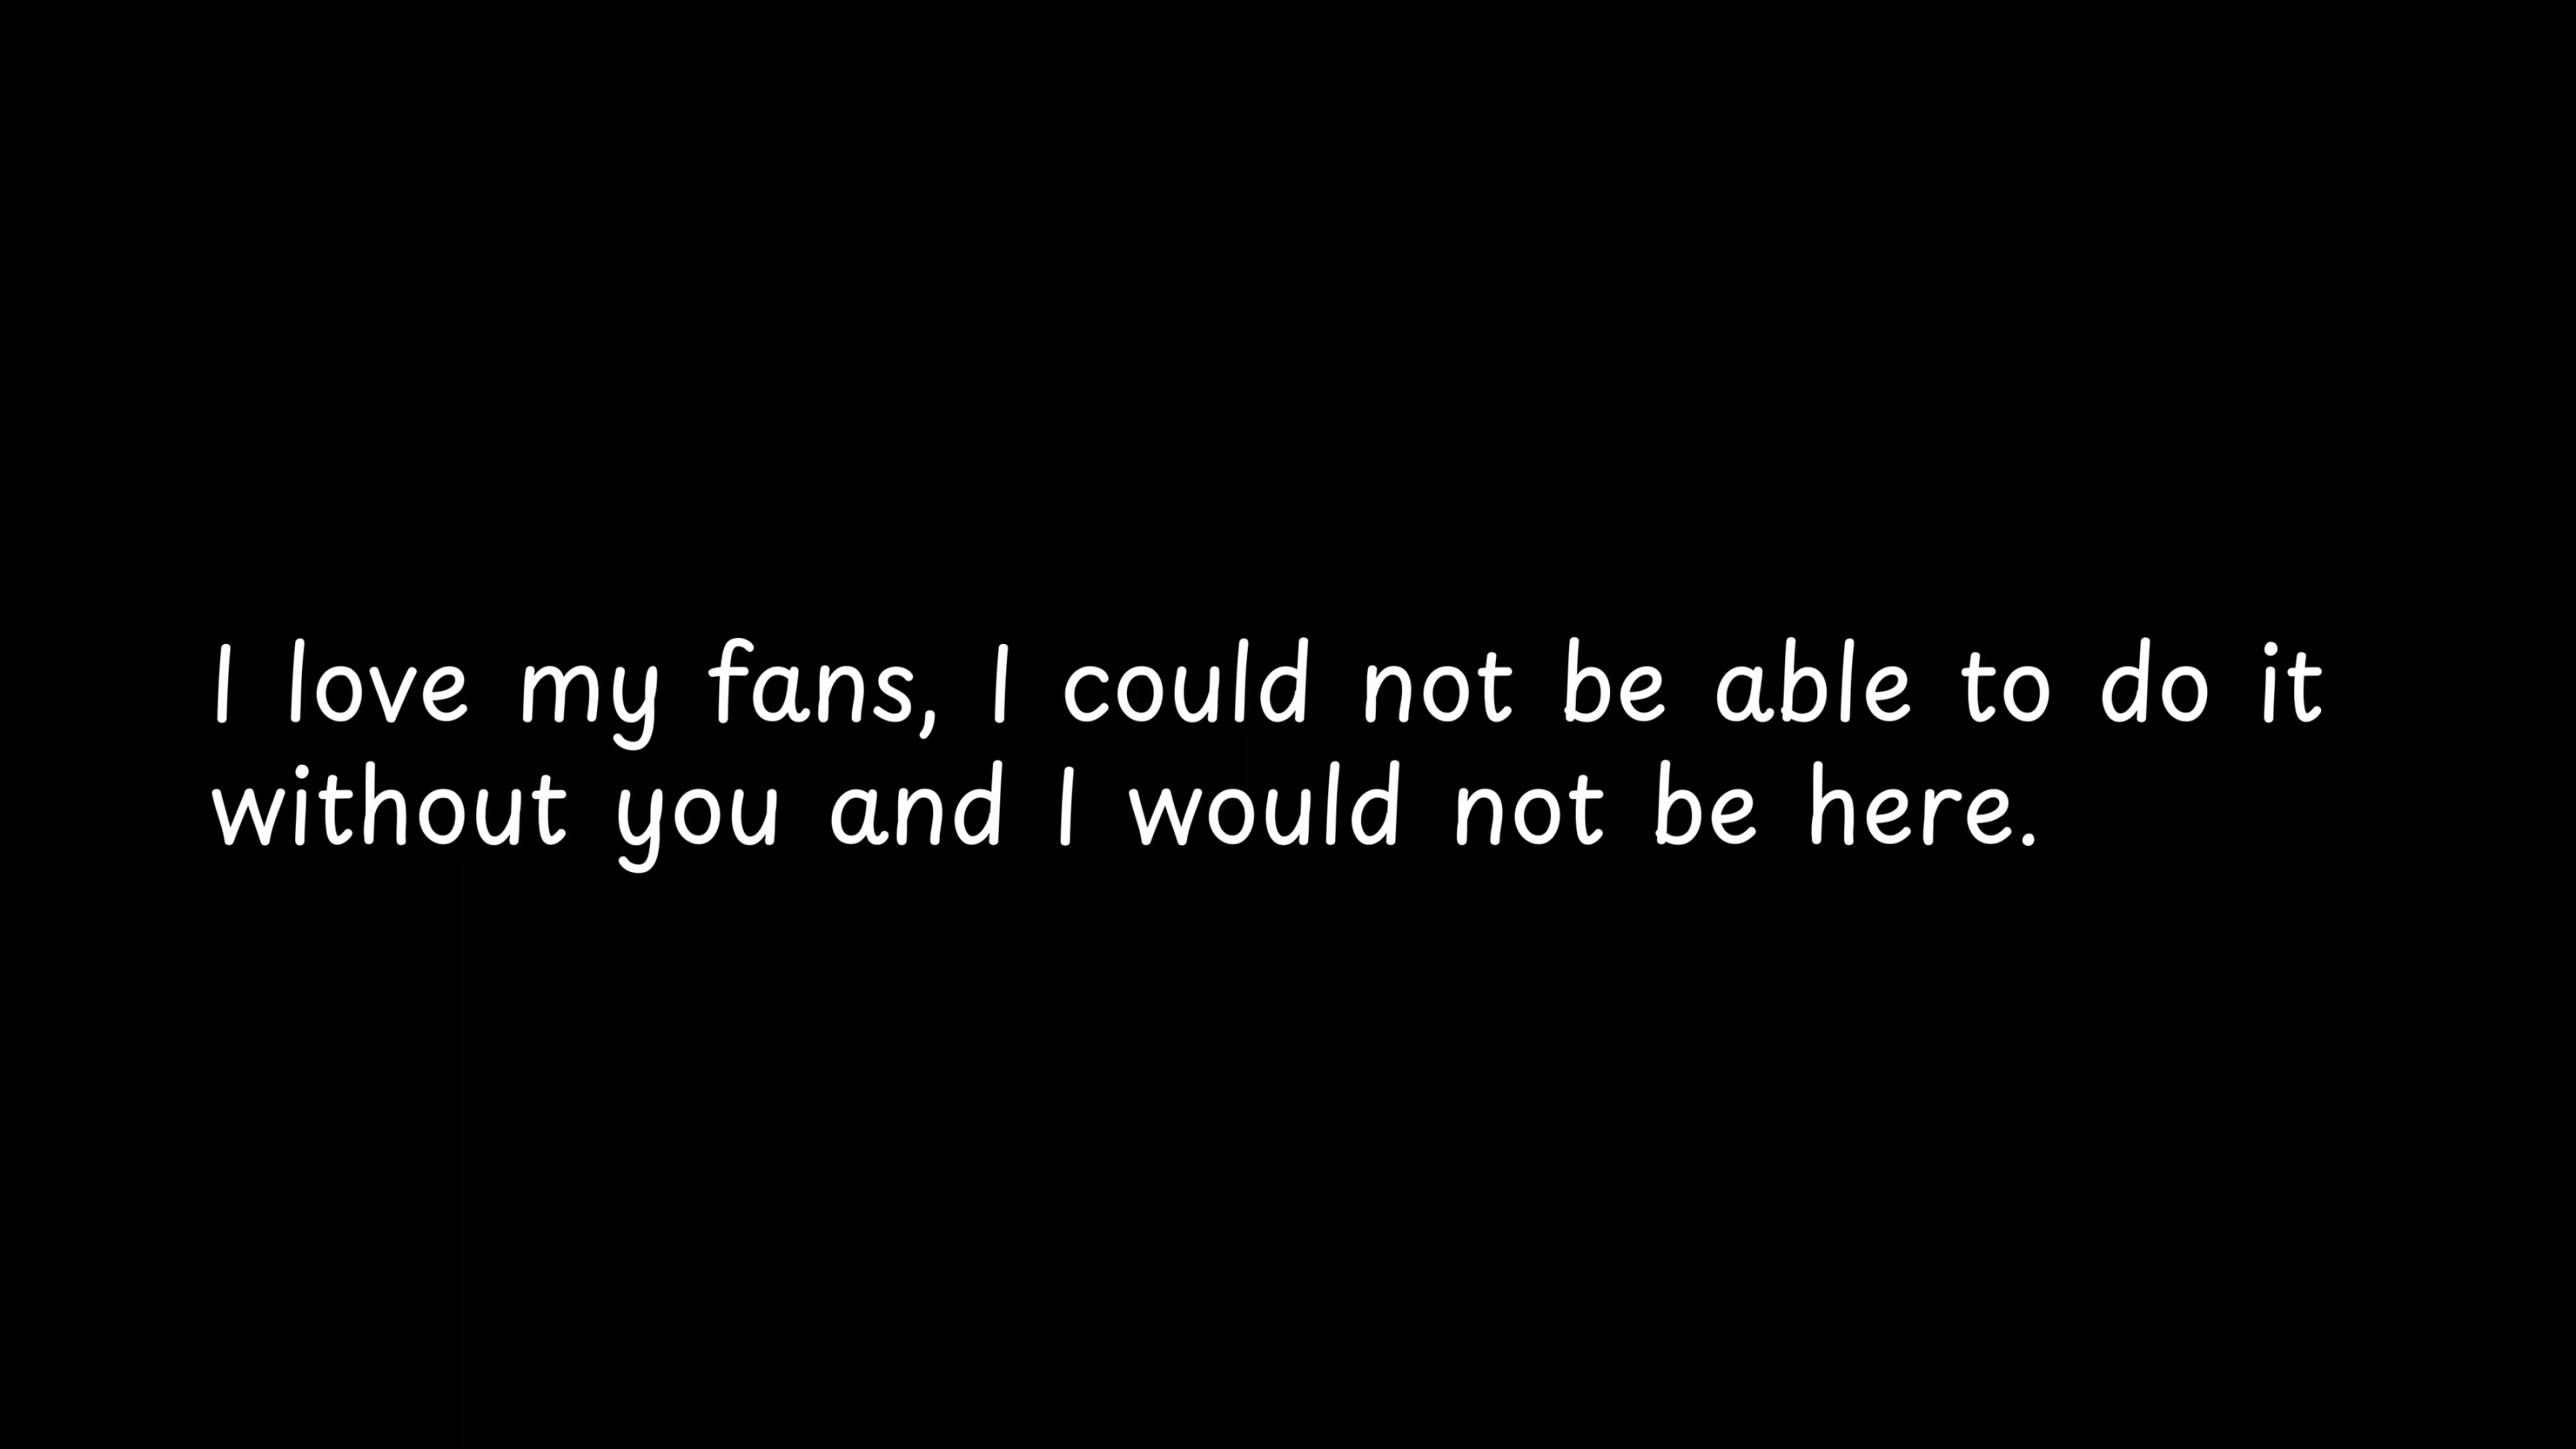 I love my fans, I could not be able to do it
without you and I would not be here.